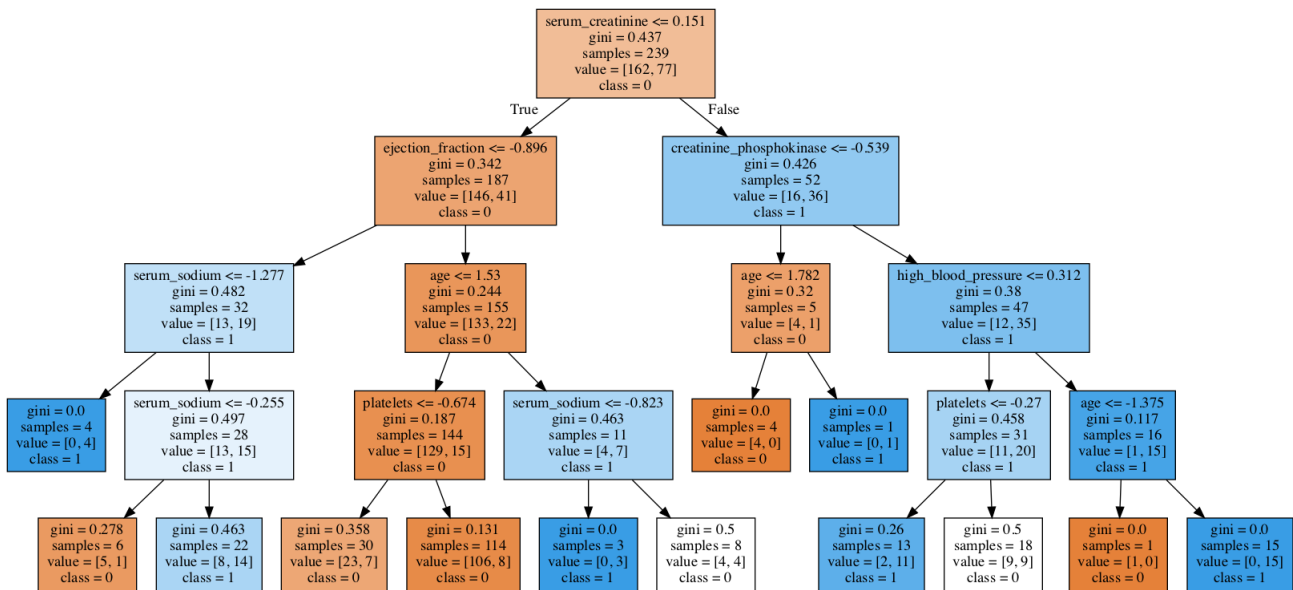 serum_creatinine <= 0.151
gini = 0.437
samples = 239
value = [162, 77]
class = 0
True
False
ejection_fraction <= -0.896
gini = 0.342
samples = 187
value = [146, 41]
class = 0
creatinine_phosphokinase <= -0.539
gini = 0.426
samples = 52
value = [16, 36]
class = 1
serum_sodium <= -1.277
gini = 0.482
samples = 32
value = [13, 19]
class = 1
age <= 1.53
gini = 0.244
samples = 155
value = [133, 22]
class = 0
age <= 1.782
gini = 0.32
samples = 5
value = [4, 1]
class = 0
high_blood_pressure <= 0.312
gini = 0.38
samples = 47
value = [12, 35]
class = 1
gini = 0.0
samples = 4
value = [0, 4]
class = 1
serum_sodium <= -0.255
gini = 0.497
samples = 28
value = [13, 15]
class = 1
platelets <= -0.674
gini = 0.187
samples = 144
value = [129, 15]
class = 0
serum_sodium <= -0.823
gini = 0.463
samples = 11
value = [4, 7]
class = 1
gini = 0.0
samples = 4
value = [4, 0]
class = 0
gini = 0.0
samples = 1
value = [0, 1]
class = 1
platelets <= -0.27
gini = 0.458
samples = 31
value = [11, 20]
class = 1
age <= -1.375
gini = 0.117
samples = 16
value = [1, 15]
class = 1
gini = 0.278
samples = 6
value = [5, 1]
class = 0
gini = 0.463
samples = 22
value = [8, 14]
class = 1
gini = 0.358
samples = 30
value = [23, 7]
class = 0
gini = 0.131
samples = 114
value = [106, 8]
class = 0
gini = 0.0
samples = 3
value = [0, 3]
class = 1
gini = 0.5
samples = 8
value = [4, 4]
class = 0
gini = 0.26
samples = 13
value = [2, 11]
class = 1
gini = 0.5
samples = 18
value = [9, 9]
class = 0
gini = 0.0
samples = 1
value = [1, 0]
class = 0
gini = 0.0
samples = 15
value = [0, 15]
class = 1